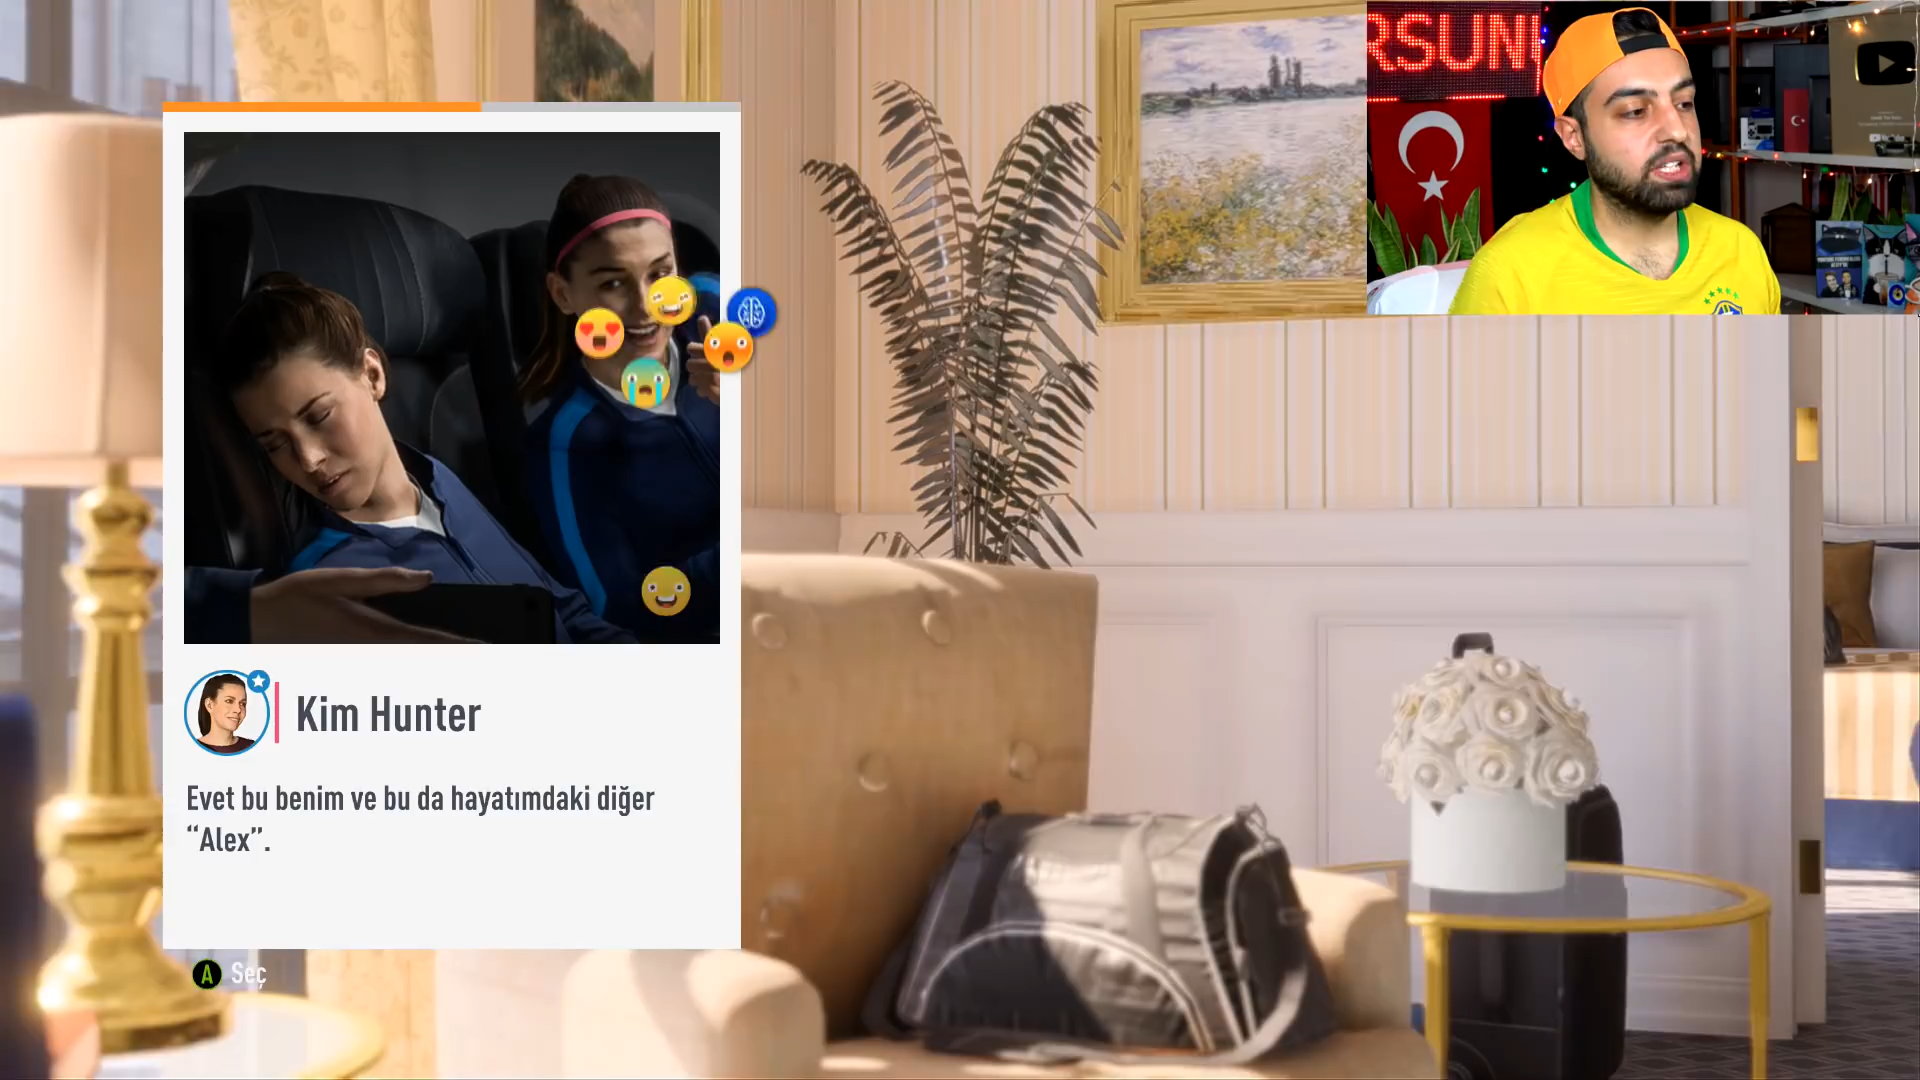 RSUN
Kim Hunter
Evet bu benim ve bu da hayatımdaki diğer
“Alex”.
A Seç